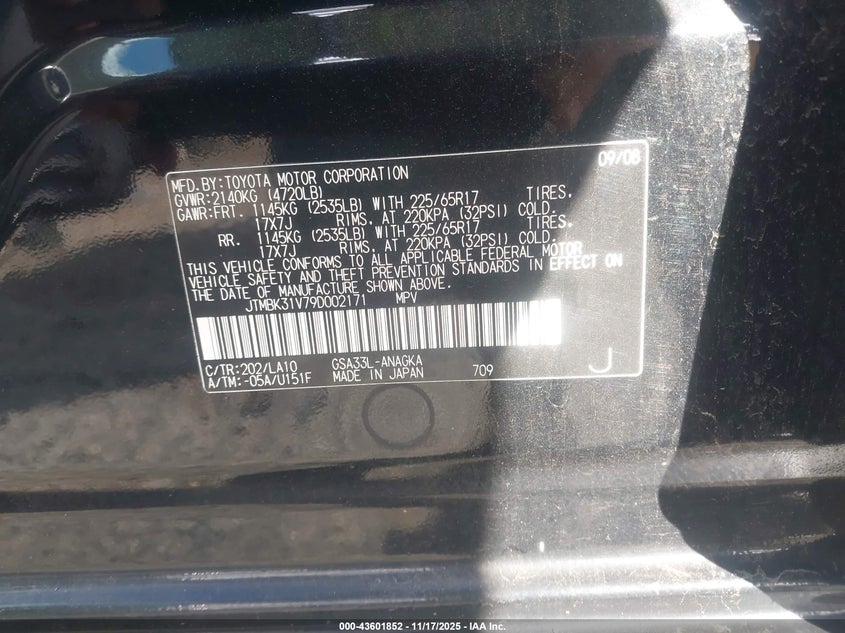 09/08
MFD.BY:TOYOTA MOTOR CORPORATION
GVWR:2140KG (4720LB)
GAWR:FRT. 1145KG (2535LB) WITH 225/65R17 TIRES.
17X7J RIMS. AT 220KPA (32PSI) COLD.
RR. 1145KG (2535LB) WITH 225/65R17 TIRES.
17X7J RIMS. AT 220KPA (32PSI) COLD.
THIS VEHICLE CONFORMS TO ALL APPLICABLE FEDERAL MOTOR
VEHICLE SAFETY AND THEFT PREVENTION STANDARDS IN EFFECT ON
THE DATE OF MANUFACTURE SHOWN ABOVE.
JTMBK31V79D002171 MPV
C/TR:202/LA10 GSA33L-ANAGKA
A/TM:-05A/U151F MADE IN JAPAN 709 J
000-43601852 - 11/17/2025 - IAA Inc.